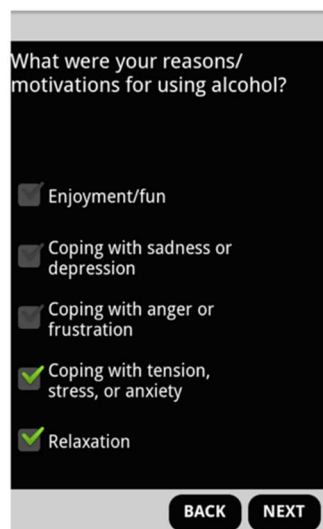 What were your reasons/
motivations for using alcohol?
Enjoyment/fun
Coping with sadness or
depression
Coping with anger or
frustration
Coping with tension,
stress, or anxiety
Relaxation
BACK NEXT